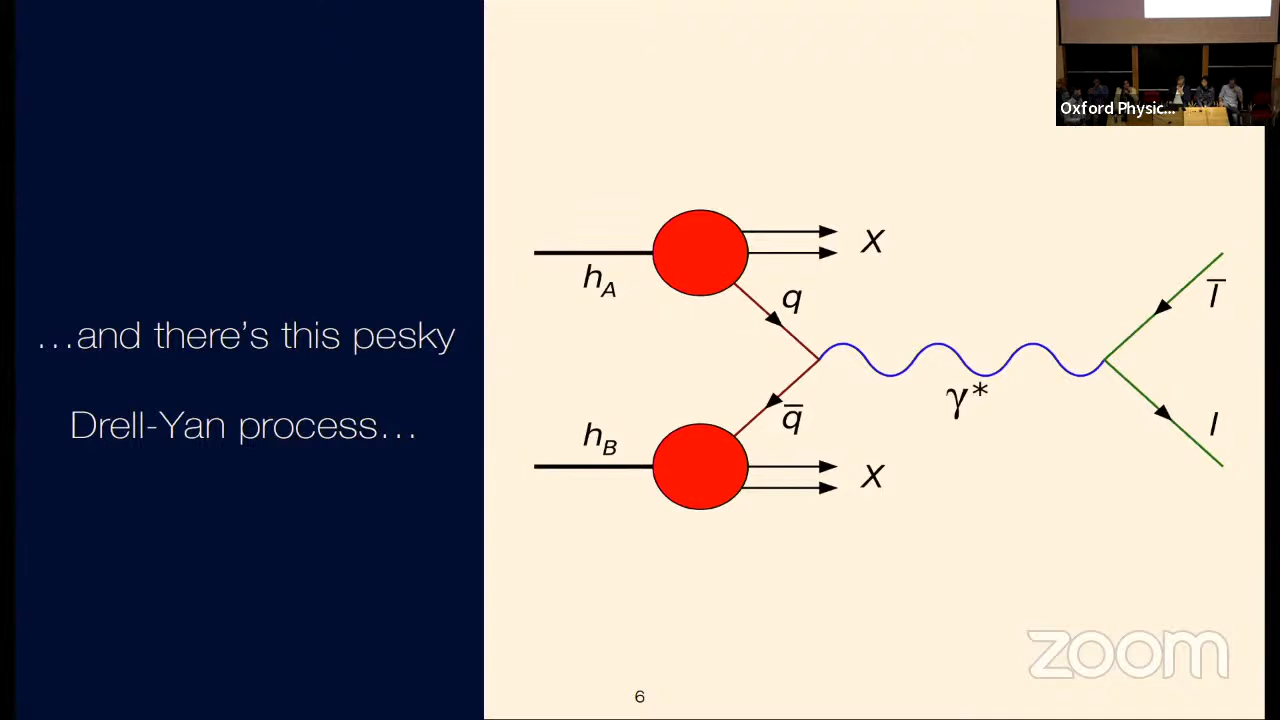 …and there's this pesky
Drell-Yan process…
Oxford Physic...
h_A
X
q
q̅
h_B
X
γ*
l̅
l
zoom
6